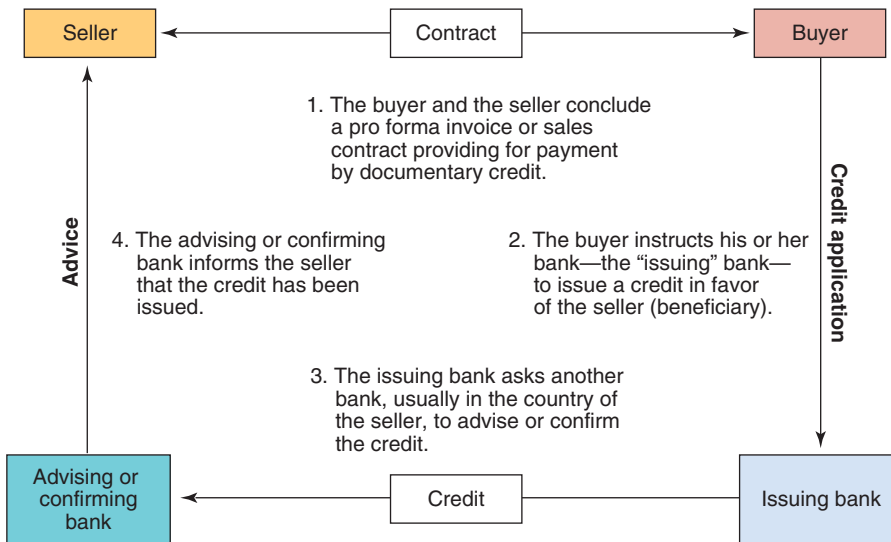 Seller
Contract
Buyer
1. The buyer and the seller conclude
a pro forma invoice or sales
contract providing for payment
by documentary credit.
Credit application
2. The buyer instructs his or her
bank—the “issuing” bank—
to issue a credit in favor
of the seller (beneficiary).
3. The issuing bank asks another
bank, usually in the country of
the seller, to advise or confirm
the credit.
Advice
4. The advising or confirming
bank informs the seller
that the credit has been
issued.
Advising or
confirming
bank
Credit
Issuing bank